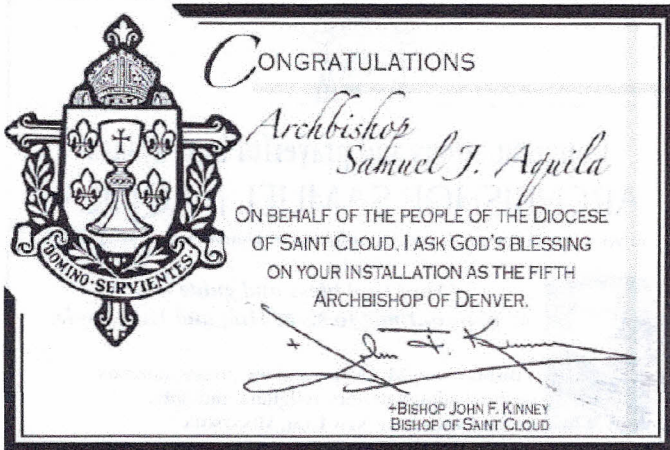 CONGRATULATIONS
Archbishop
Samuel J. Aquila
ON BEHALF OF THE PEOPLE OF THE DIOCESE
OF SAINT CLOUD, I ASK GOD'S BLESSING
ON YOUR INSTALLATION AS THE FIFTH
ARCHBISHOP OF DENVER.
+ John F. Kinney
+BISHOP JOHN F. KINNEY
BISHOP OF SAINT CLOUD
DOMINO·SERVIENTES